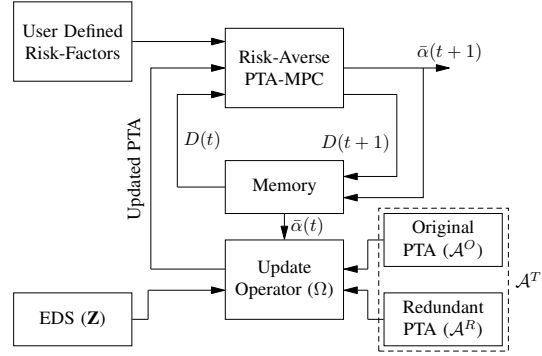 User Defined
Risk-Factors
Risk-Averse
PTA-MPC
ᾱ(t+1)
Updated PTA
D(t)
D(t+1)
Memory
ᾱ(t)
Update
Operator (Ω)
Original
PTA (𝒜^O)
𝒜^T
EDS (Z)
Redundant
PTA (𝒜^R)